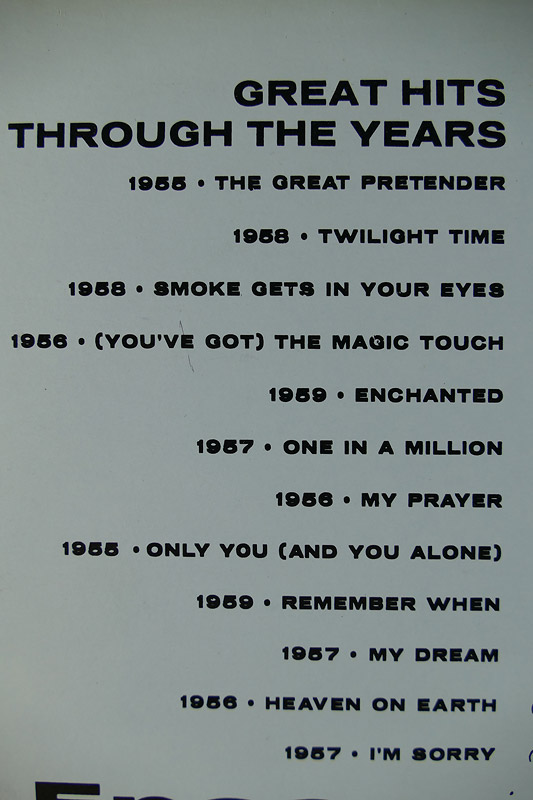 GREAT HITS
THROUGH THE YEARS
1955 • THE GREAT PRETENDER
1958 • TWILIGHT TIME
1958 • SMOKE GETS IN YOUR EYES
1956 • (YOU'VE GOT) THE MAGIC TOUCH
1959 • ENCHANTED
1957 • ONE IN A MILLION
1956 • MY PRAYER
1955 • ONLY YOU (AND YOU ALONE)
1959 • REMEMBER WHEN
1957 • MY DREAM
1956 • HEAVEN ON EARTH
1957 • I'M SORRY